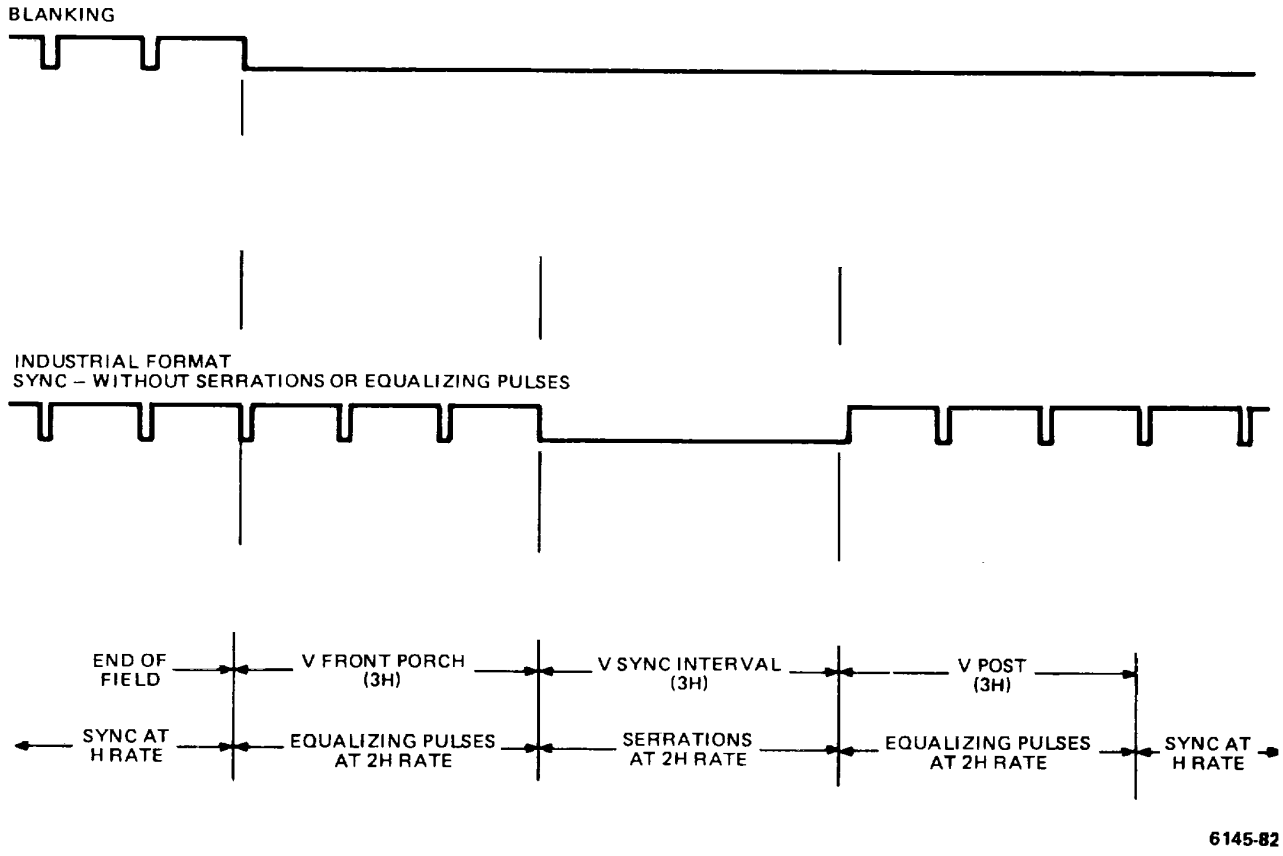 BLANKING
INDUSTRIAL FORMAT
SYNC – WITHOUT SERRATIONS OR EQUALIZING PULSES
END OF
FIELD
V FRONT PORCH
(3H)
V SYNC INTERVAL
(3H)
V POST
(3H)
SYNC AT
H RATE
EQUALIZING PULSES
AT 2H RATE
SERRATIONS
AT 2H RATE
EQUALIZING PULSES
AT 2H RATE
SYNC AT
H RATE
6145-82